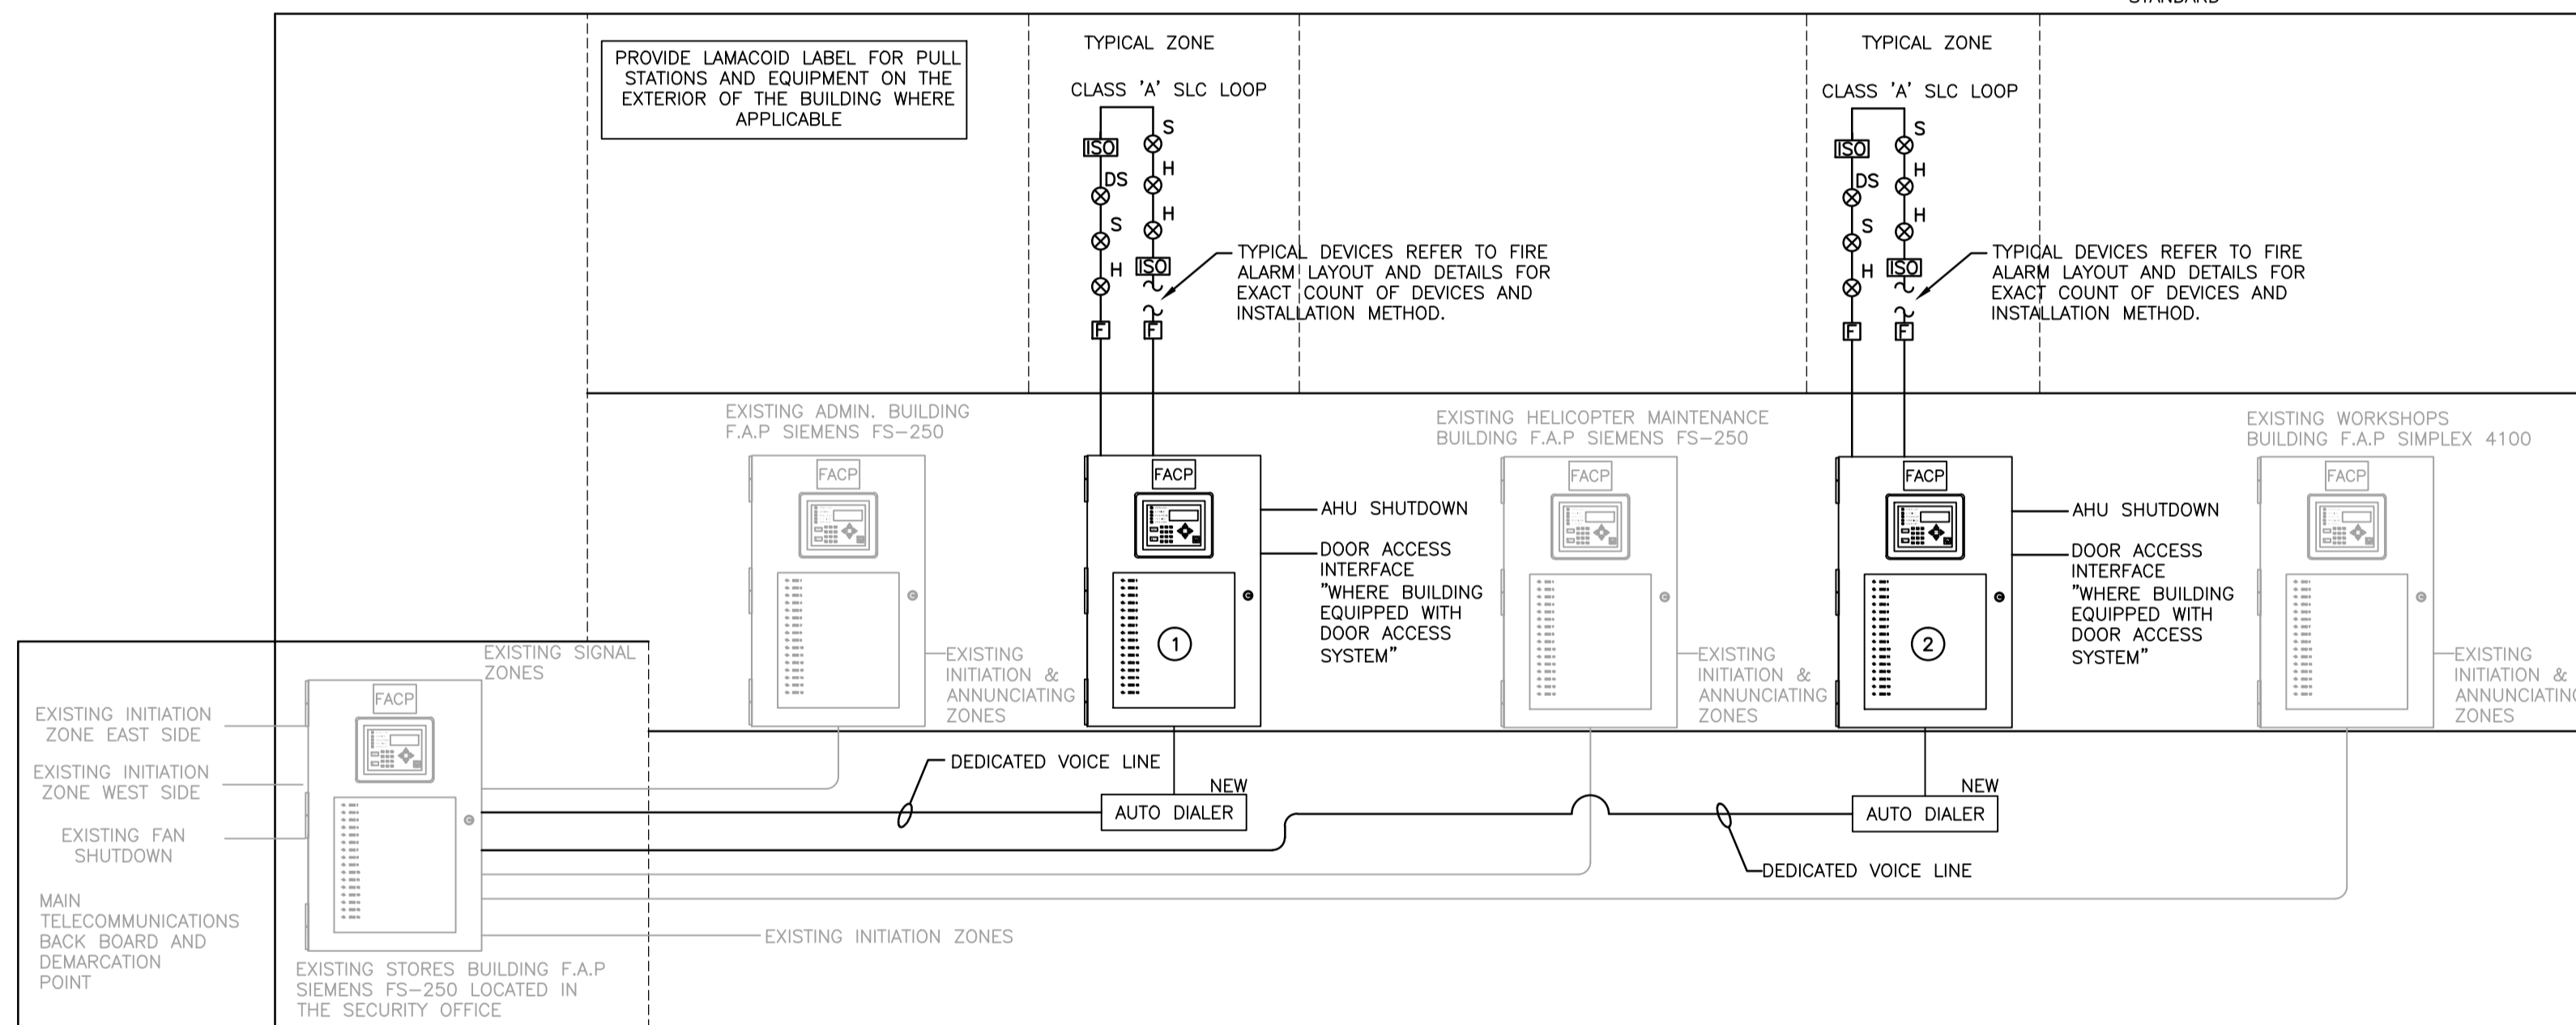 STANDARD
PROVIDE LAMACOID LABEL FOR PULL
STATIONS AND EQUIPMENT ON THE
EXTERIOR OF THE BUILDING WHERE
APPLICABLE
TYPICAL ZONE
CLASS 'A' SLC LOOP
ISO
DS
S
H
F
S
H
H
ISO
F
TYPICAL DEVICES REFER TO FIRE
ALARM LAYOUT AND DETAILS FOR
EXACT COUNT OF DEVICES AND
INSTALLATION METHOD.
TYPICAL ZONE
CLASS 'A' SLC LOOP
ISO
DS
S
H
F
S
H
H
ISO
F
TYPICAL DEVICES REFER TO FIRE
ALARM LAYOUT AND DETAILS FOR
EXACT COUNT OF DEVICES AND
INSTALLATION METHOD.
EXISTING ADMIN. BUILDING
F.A.P SIEMENS FS-250
FACP
EXISTING
INITIATION &
ANNUNCIATING
ZONES
FACP
1
AHU SHUTDOWN
DOOR ACCESS
INTERFACE
"WHERE BUILDING
EQUIPPED WITH
DOOR ACCESS
SYSTEM"
EXISTING HELICOPTER MAINTENANCE
BUILDING F.A.P SIEMENS FS-250
FACP
EXISTING
INITIATION &
ANNUNCIATING
ZONES
FACP
2
AHU SHUTDOWN
DOOR ACCESS
INTERFACE
"WHERE BUILDING
EQUIPPED WITH
DOOR ACCESS
SYSTEM"
EXISTING WORKSHOPS
BUILDING F.A.P SIMPLEX 4100
FACP
EXISTING
INITIATION &
ANNUNCIATING
ZONES
EXISTING SIGNAL
ZONES
FACP
EXISTING INITIATION
ZONE EAST SIDE
EXISTING INITIATION
ZONE WEST SIDE
EXISTING FAN
SHUTDOWN
MAIN
TELECOMMUNICATIONS
BACK BOARD AND
DEMARCATION
POINT
EXISTING STORES BUILDING F.A.P
SIEMENS FS-250 LOCATED IN
THE SECURITY OFFICE
DEDICATED VOICE LINE
NEW
AUTO DIALER
NEW
AUTO DIALER
DEDICATED VOICE LINE
EXISTING INITIATION ZONES